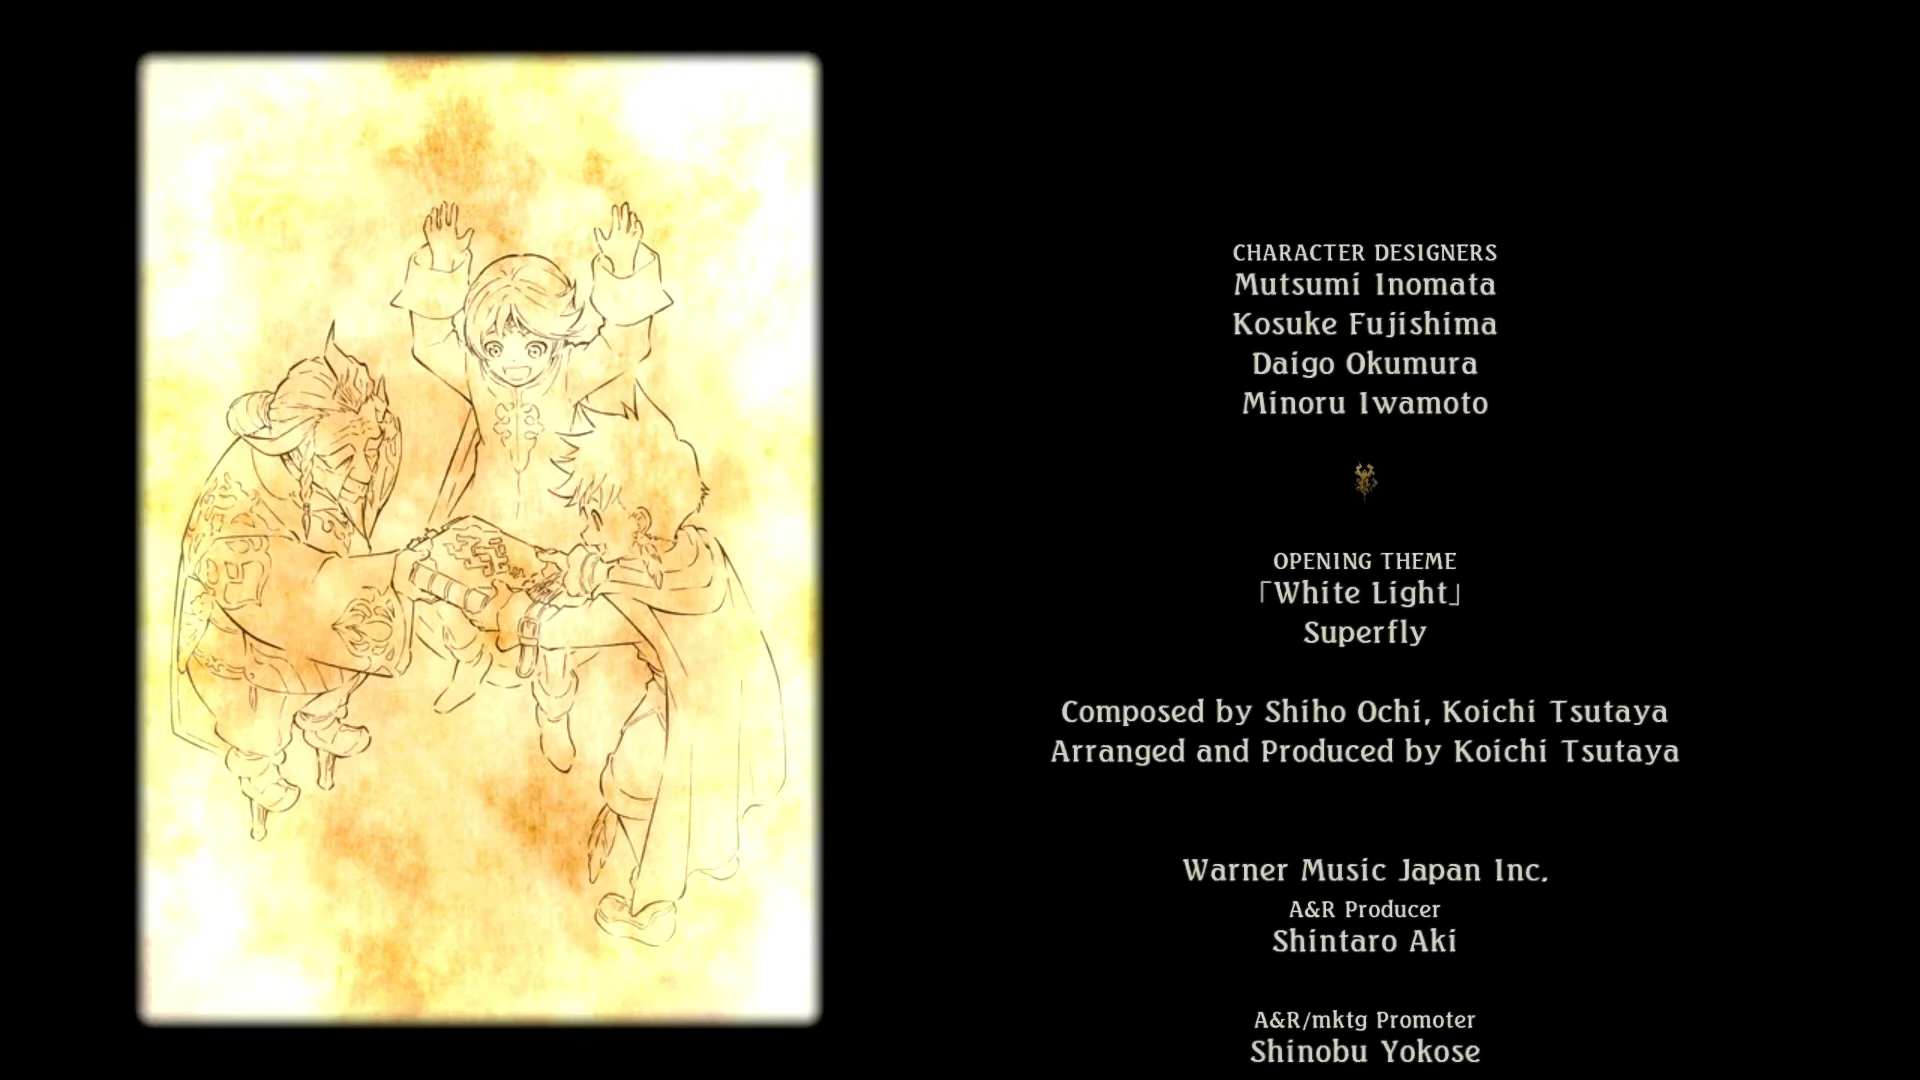 CHARACTER DESIGNERS
Mutsumi Inomata
Kosuke Fujishima
Daigo Okumura
Minoru Iwamoto
OPENING THEME
「White Light」
Superfly
Composed by Shiho Ochi, Koichi Tsutaya
Arranged and Produced by Koichi Tsutaya
Warner Music Japan Inc.
A&R Producer
Shintaro Aki
A&R/mktg Promoter
Shinobu Yokose